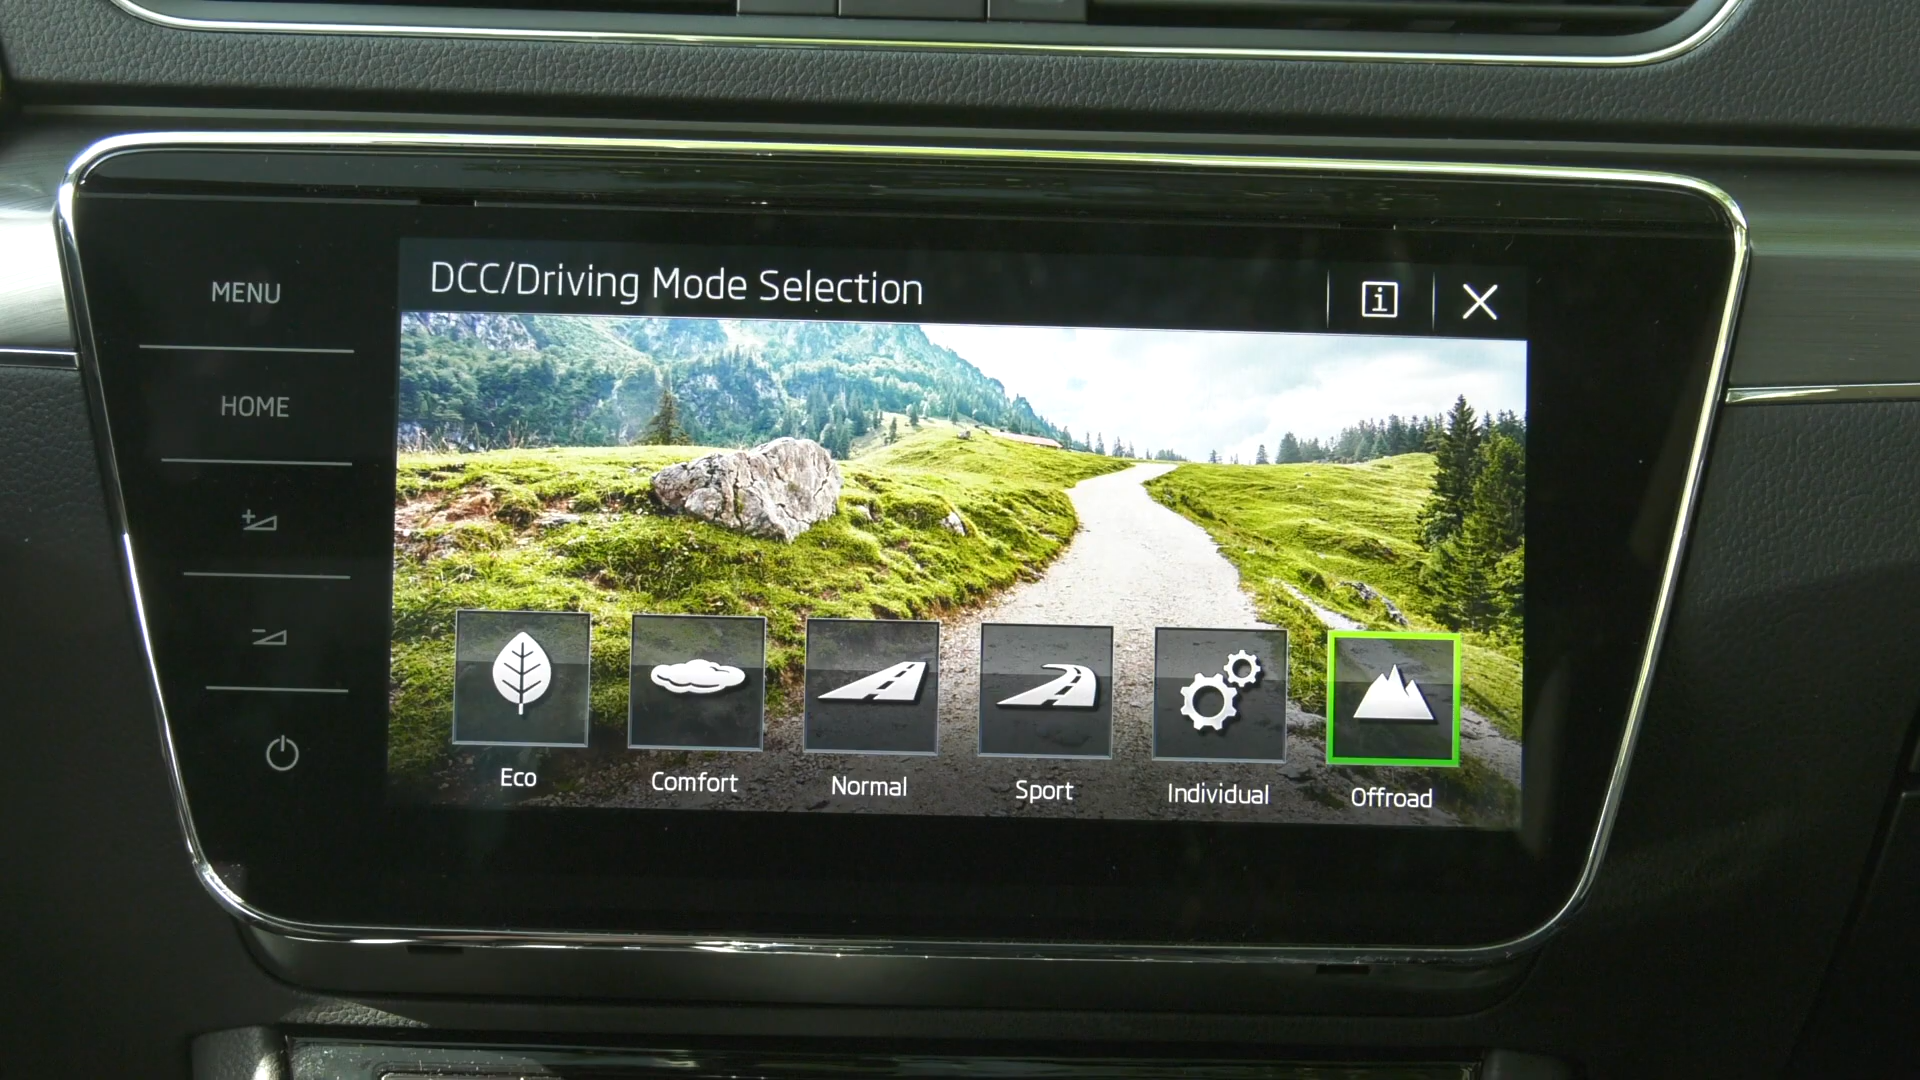 DCC/Driving Mode Selection
MENU
HOME
Eco
Comfort
Normal
Sport
Individual
Offroad